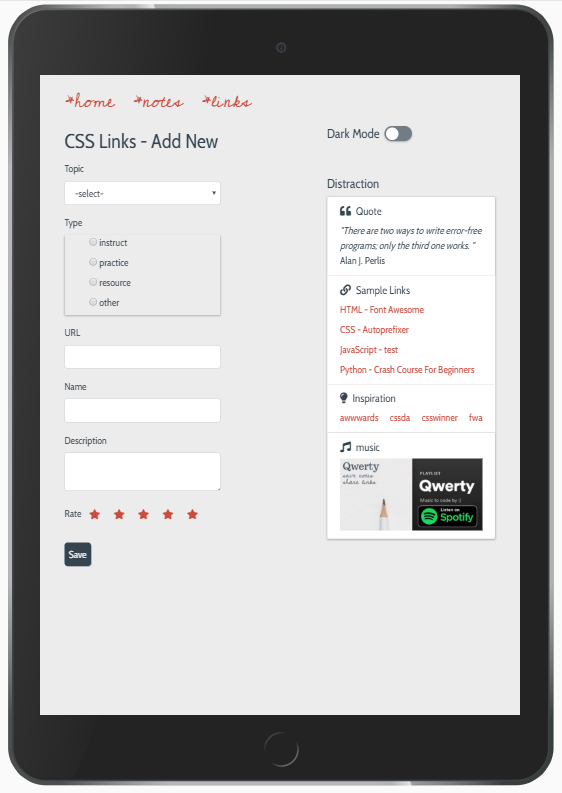 *home *notes *links
CSS Links - Add New
Topic
-select-
Type
instruct
practice
resource
other
URL
Name
Description
Rate
Save
Dark Mode
Distraction
Quote
"There are two ways to write error-free
programs; only the third one works. "
Alan J. Perlis
Sample Links
HTML - Font Awesome
CSS - Autoprefixer
JavaScript - test
Python - Crash Course For Beginners
Inspiration
awwwards cssda csswinner fwa
music
Qwerty
save notes
share links
PLAYLIST
Qwerty
Music to code by :)
Listen on
Spotify